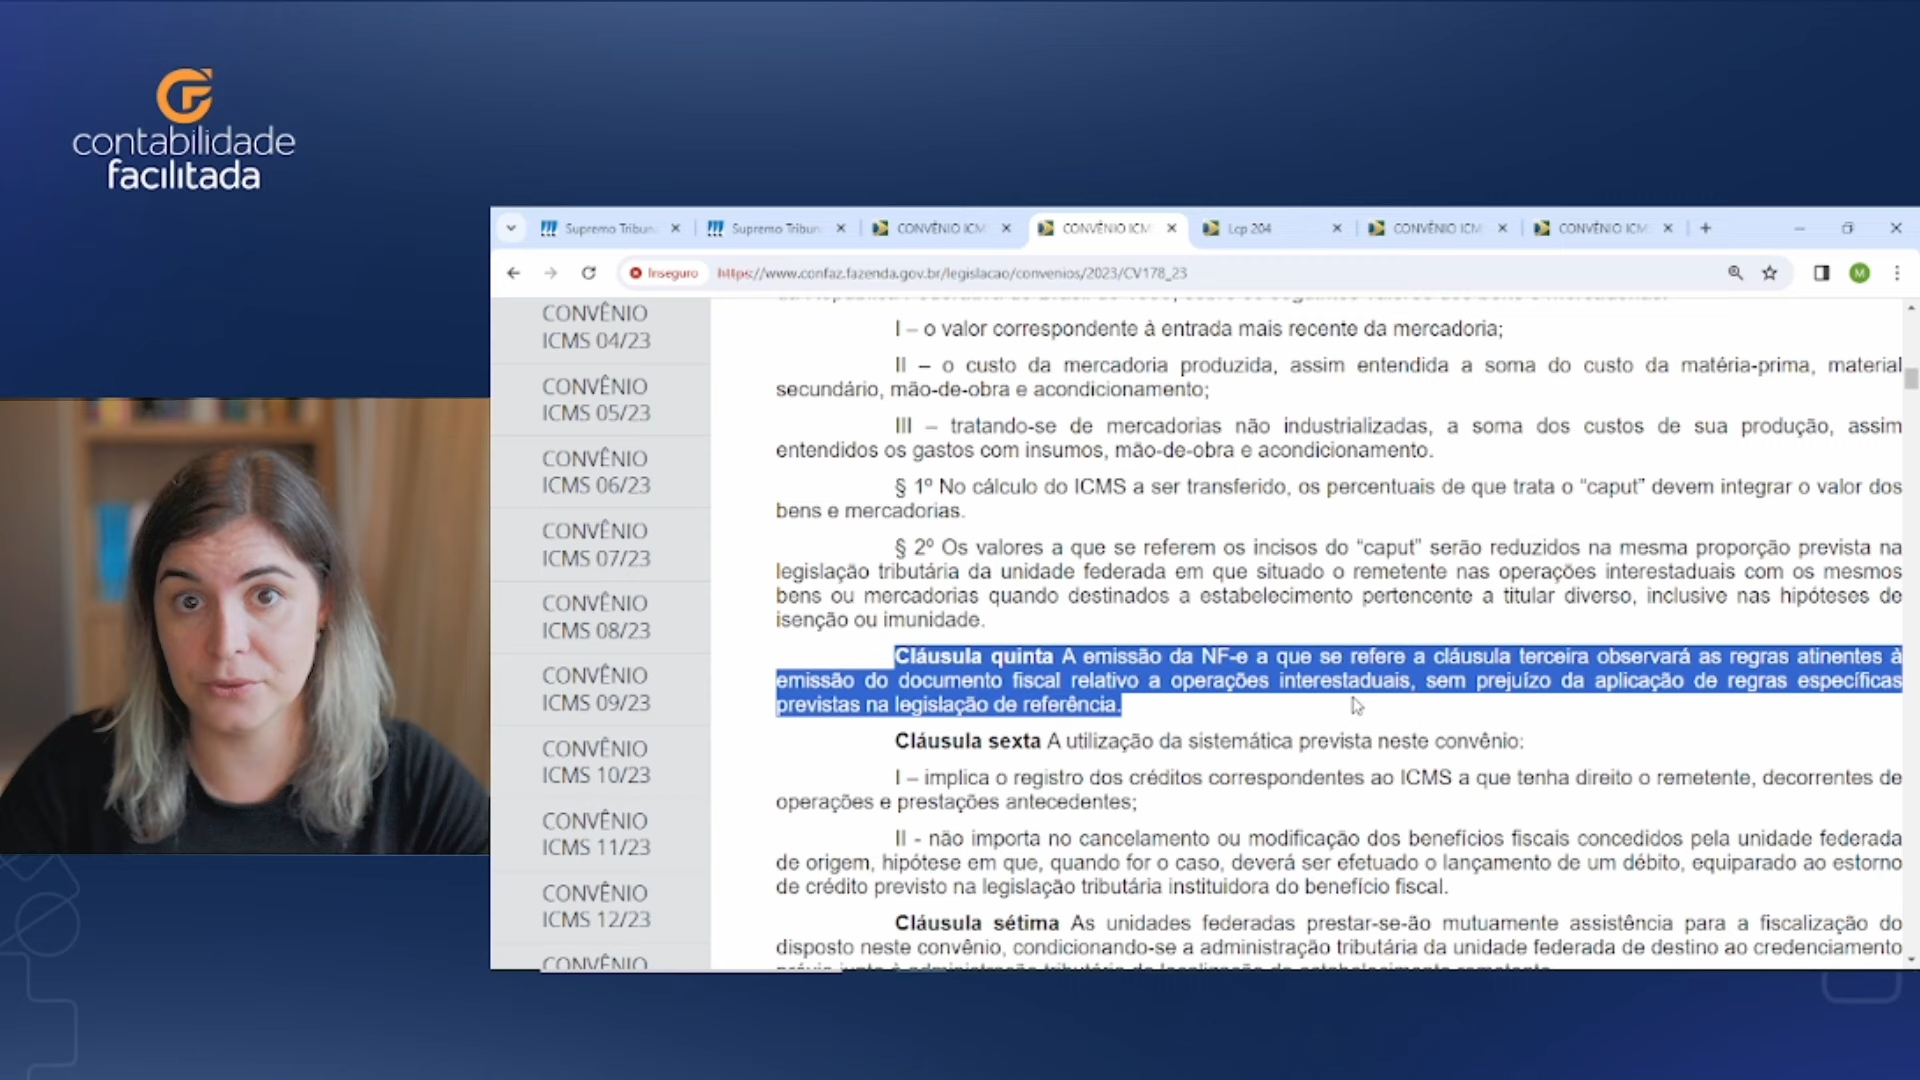 contabilidade
facilitada
Supremo Tribun
Supremo Tribun
CONVÊNIO ICM
CONVÊNIO ICM
Lcp 204
CONVÊNIO ICM
CONVÊNIO ICM
Inseguro https://www.confaz.fazenda.gov.br/legislacao/convenios/2023/CV178_23
M
CONVÊNIO
ICMS 04/23
CONVÊNIO
ICMS 05/23
CONVÊNIO
ICMS 06/23
CONVÊNIO
ICMS 07/23
CONVÊNIO
ICMS 08/23
CONVÊNIO
ICMS 09/23
CONVÊNIO
ICMS 10/23
CONVÊNIO
ICMS 11/23
CONVÊNIO
ICMS 12/23
CONVÊNIO
I – o valor correspondente à entrada mais recente da mercadoria;
II – o custo da mercadoria produzida, assim entendida a soma do custo da matéria-prima, material
secundário, mão-de-obra e acondicionamento;
III – tratando-se de mercadorias não industrializadas, a soma dos custos de sua produção, assim
entendidos os gastos com insumos, mão-de-obra e acondicionamento.
§ 1º No cálculo do ICMS a ser transferido, os percentuais de que trata o “caput” devem integrar o valor dos
bens e mercadorias.
§ 2º Os valores a que se referem os incisos do “caput” serão reduzidos na mesma proporção prevista na
legislação tributária da unidade federada em que situado o remetente nas operações interestaduais com os mesmos
bens ou mercadorias quando destinados a estabelecimento pertencente a titular diverso, inclusive nas hipóteses de
isenção ou imunidade.
Cláusula quinta A emissão da NF-e a que se refere a cláusula terceira observará as regras atinentes à
emissão do documento fiscal relativo a operações interestaduais, sem prejuízo da aplicação de regras específicas
previstas na legislação de referência.
Cláusula sexta A utilização da sistemática prevista neste convênio:
I – implica o registro dos créditos correspondentes ao ICMS a que tenha direito o remetente, decorrentes de
operações e prestações antecedentes;
II - não importa no cancelamento ou modificação dos benefícios fiscais concedidos pela unidade federada
de origem, hipótese em que, quando for o caso, deverá ser efetuado o lançamento de um débito, equiparado ao estorno
de crédito previsto na legislação tributária instituidora do benefício fiscal.
Cláusula sétima As unidades federadas prestar-se-ão mutuamente assistência para a fiscalização do
disposto neste convênio, condicionando-se a administração tributária da unidade federada de destino ao credenciamento